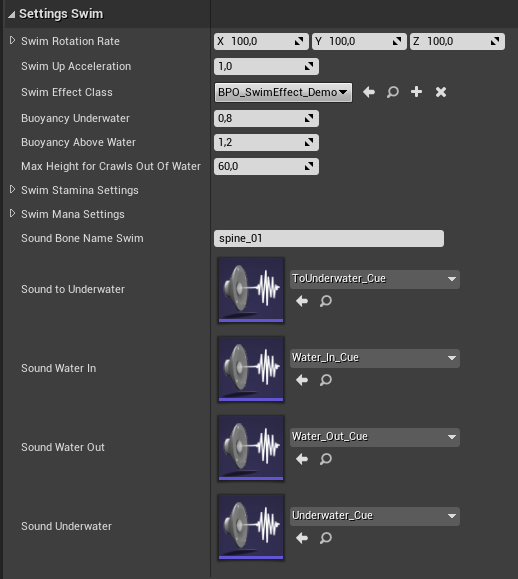 Settings Swim
Swim Rotation Rate X 100,0 Y 100,0 Z 100,0
Swim Up Acceleration 1,0
Swim Effect Class BPO_SwimEffect_Demo
Buoyancy Underwater 0,8
Buoyancy Above Water 1,2
Max Height for Crawls Out Of Water 60,0
Swim Stamina Settings
Swim Mana Settings
Sound Bone Name Swim spine_01
Sound to Underwater ToUnderwater_Cue
Sound Water In Water_In_Cue
Sound Water Out Water_Out_Cue
Sound Underwater Underwater_Cue